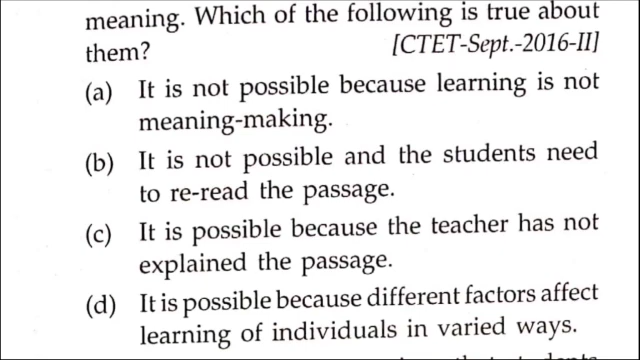 meaning. Which of the following is true about
them? [CTET-Sept.-2016-II]
(a) It is not possible because learning is not
meaning-making.
(b) It is not possible and the students need
to re-read the passage.
(c) It is possible because the teacher has not
explained the passage.
(d) It is possible because different factors affect
learning of individuals in varied ways.